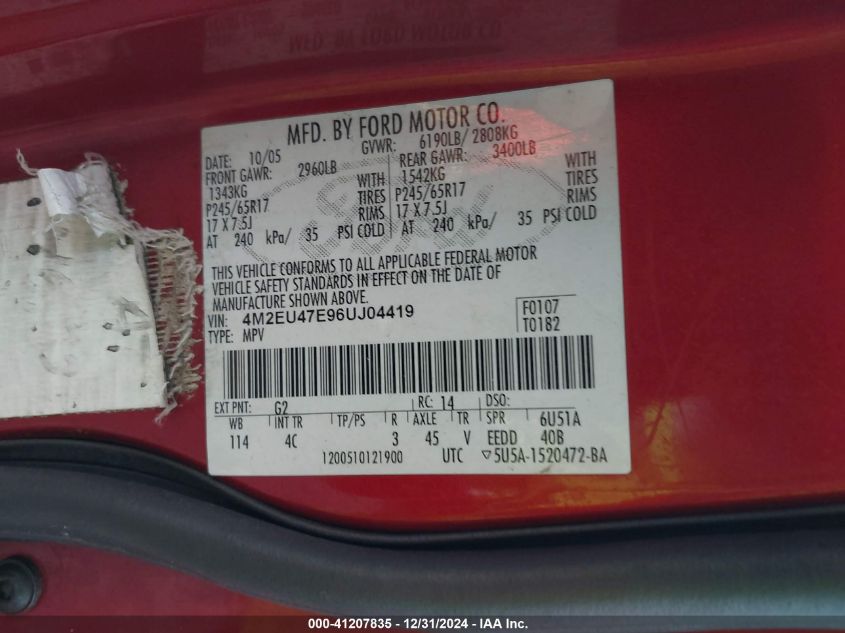 MFD. BY FORD MOTOR CO.
DATE: 10/05 GVWR: 6190LB/ 2808KG
FRONT GAWR: 2960LB REAR GAWR: 3400LB
1343KG WITH 1542KG WITH
P245/65R17 TIRES P245/65R17 TIRES
17 X 7.5J RIMS 17 X 7.5J RIMS
AT 240 kPa/ 35 PSI COLD AT 240 kPa/ 35 PSI COLD
THIS VEHICLE CONFORMS TO ALL APPLICABLE FEDERAL MOTOR
VEHICLE SAFETY STANDARDS IN EFFECT ON THE DATE OF
MANUFACTURE SHOWN ABOVE.
VIN: 4M2EU47E96UJ04419 F0107
TYPE: MPV T0182
EXT PNT: G2 RC: 14 DSO:
WB INT TR TP/PS R AXLE TR SPR 6U51A
114 4C 3 45 V EEDD 40B
1200510121900 UTC ▽5U5A-1520472-BA
000-41207835 - 12/31/2024 - IAA Inc.